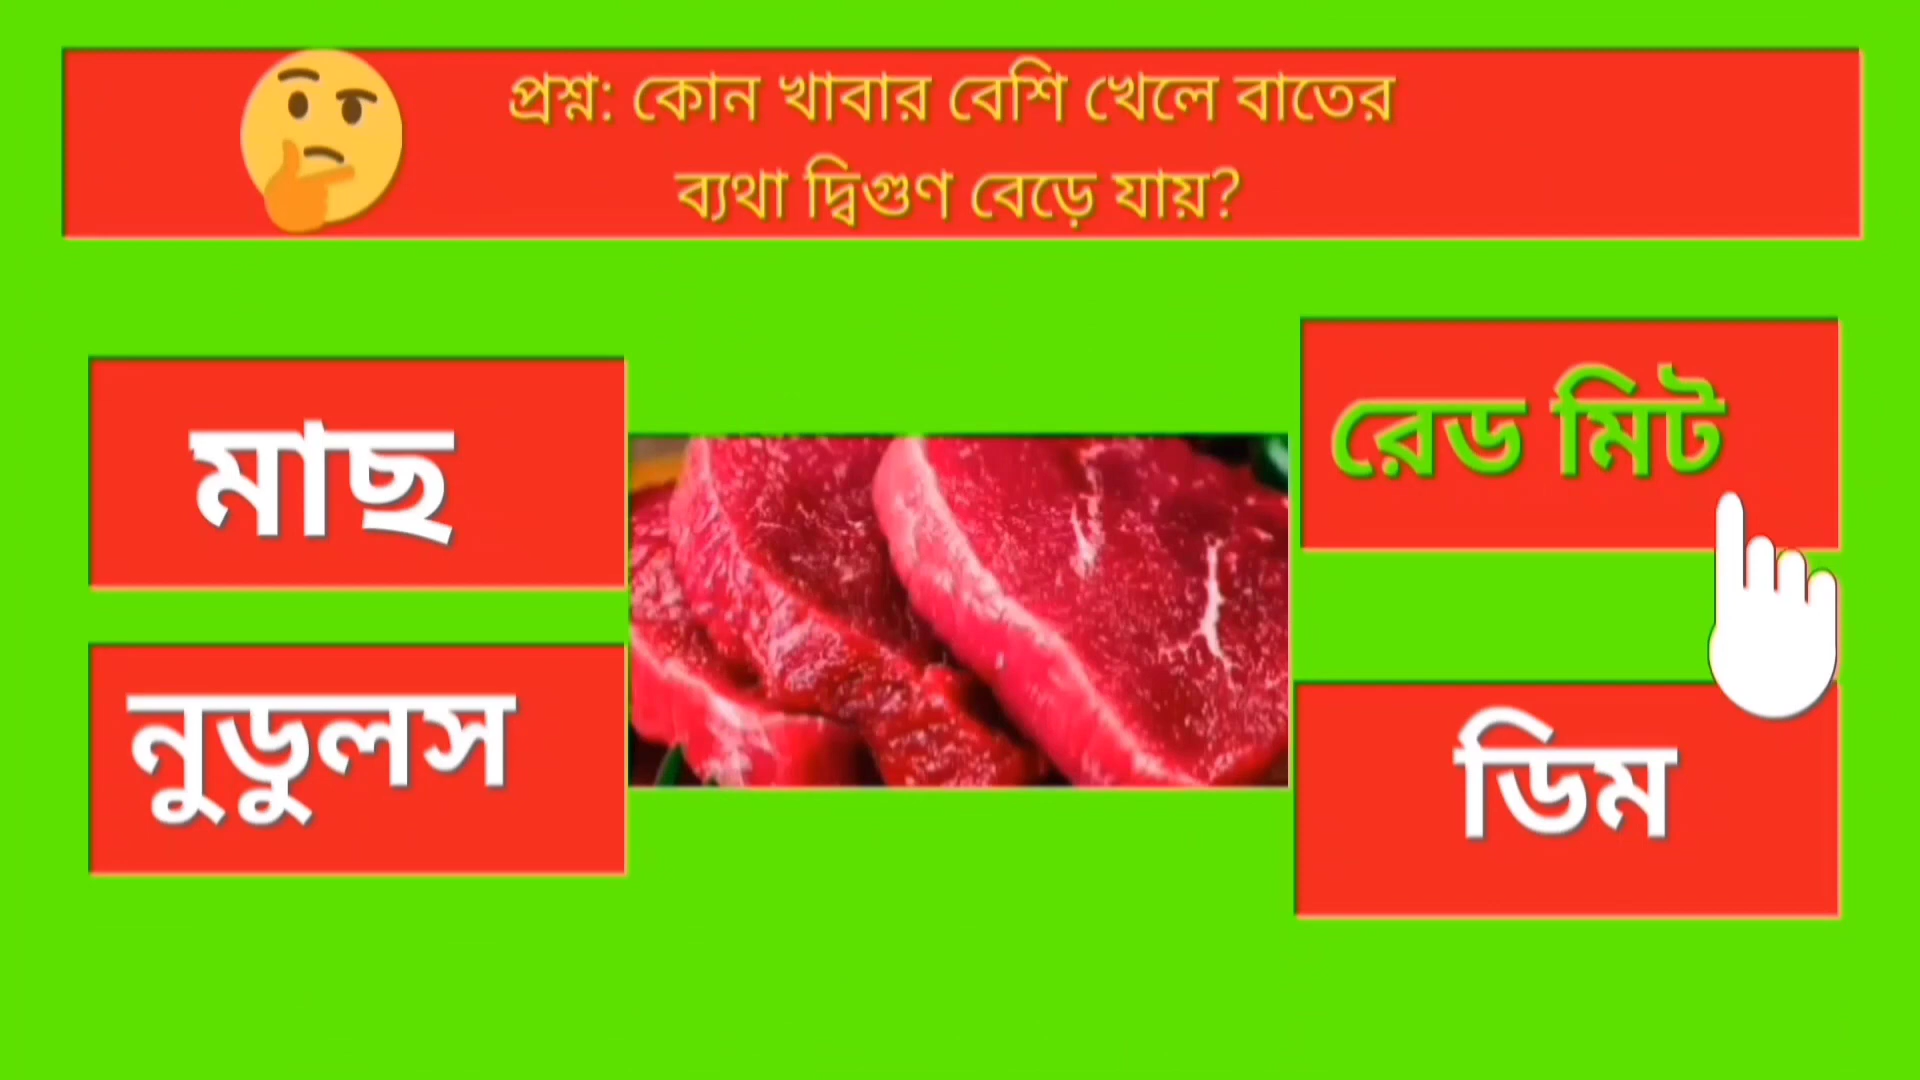 প্রশ্ন: কোন খাবার বেশি খেলে বাতের
ব্যথা দ্বিগুণ বেড়ে যায়?
মাছ
রেড মিট
নুডুলস
ডিম